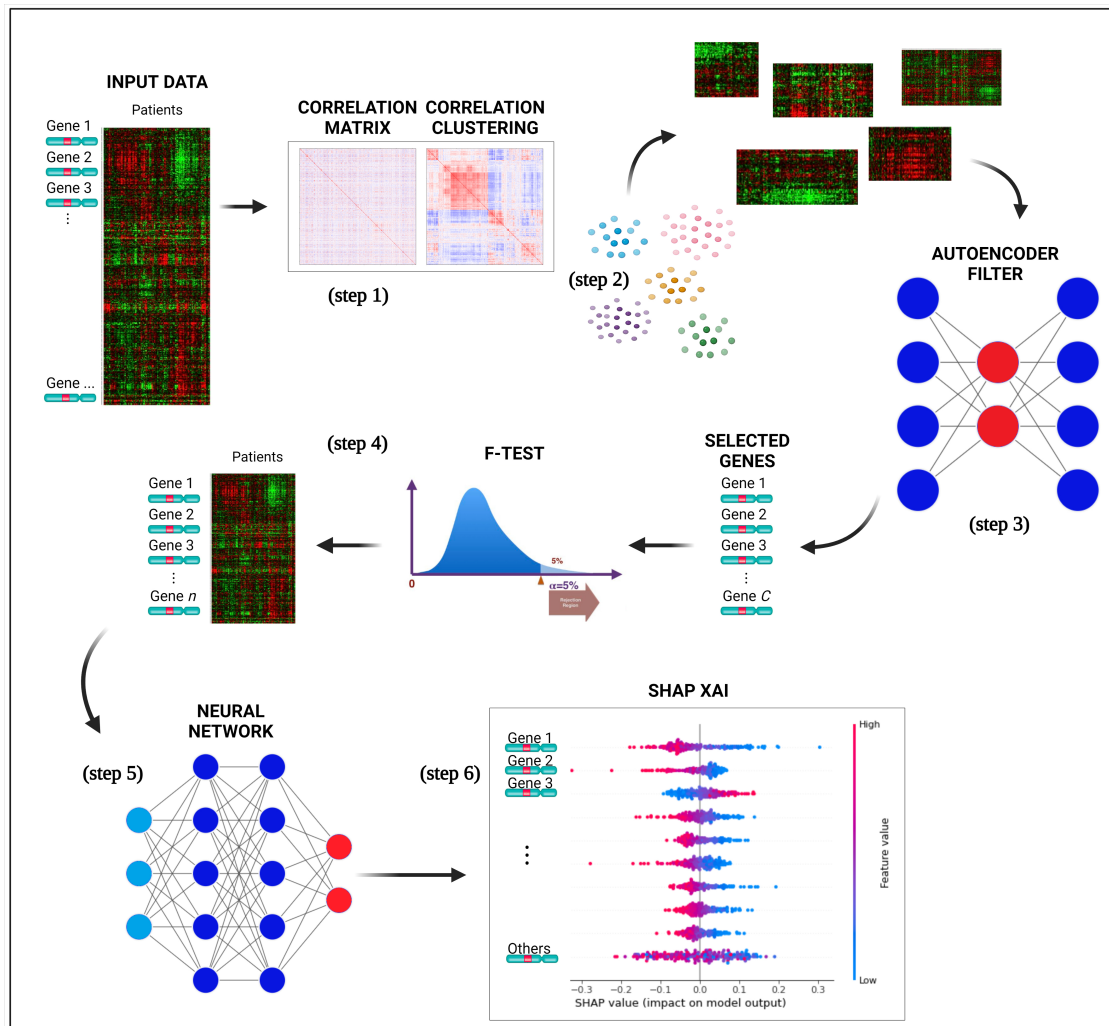 INPUT DATA
Patients
Gene 1
Gene 2
Gene 3
⋮
Gene ...
CORRELATION
MATRIX
CORRELATION
CLUSTERING
(step 1)
(step 2)
AUTOENCODER
FILTER
(step 3)
SELECTED
GENES
Gene 1
Gene 2
Gene 3
⋮
Gene C
(step 4)
F-TEST
0
5%
α=5%
Rejection
Region
Patients
Gene 1
Gene 2
Gene 3
⋮
Gene n
NEURAL
NETWORK
(step 5)
(step 6)
SHAP XAI
Gene 1
Gene 2
Gene 3
⋮
Others
High
Feature value
Low
−0.3 −0.2 −0.1 0.0 0.1 0.2 0.3
SHAP value (impact on model output)